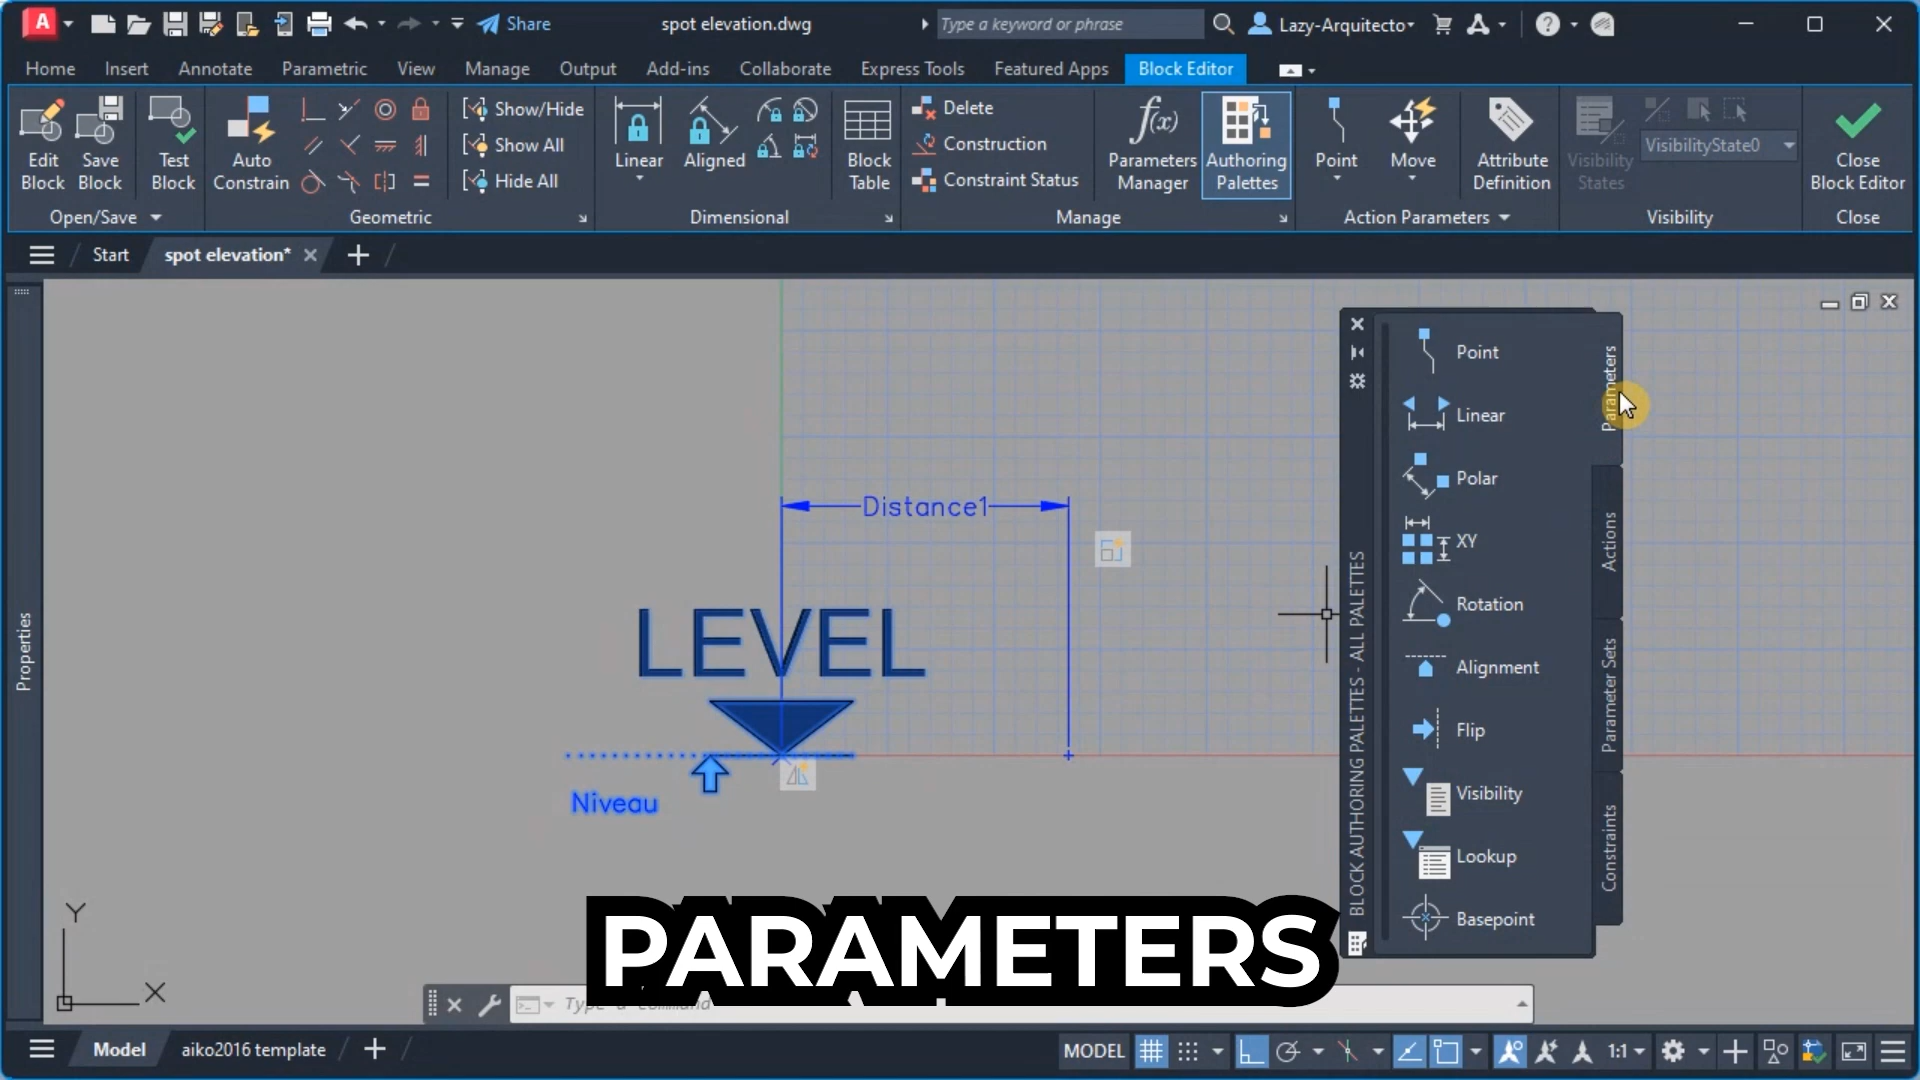 A
Share
spot elevation.dwg
Type a keyword or phrase
Lazy-Arquitecto
Home Insert Annotate Parametric View Manage Output Add-ins Collaborate Express Tools Featured Apps Block Editor
Edit Block
Save Block
Test Block
Open/Save
Auto Constrain
Show/Hide
Show All
Hide All
Geometric
Linear
Aligned
Block Table
Dimensional
Delete
Construction
Constraint Status
f(x)
Parameters Manager
Authoring Palettes
Manage
Point
Move
Action Parameters
Attribute Definition
Visibility States
VisibilityState0
Visibility
Close Block Editor
Close
Start
spot elevation*
Properties
Distance1
LEVEL
Niveau
Y
X
BLOCK AUTHORING PALETTES - ALL PALETTES
Point
Linear
Polar
XY
Rotation
Alignment
Flip
Visibility
Lookup
Basepoint
Parameters
Actions
Parameter Sets
Constraints
PARAMETERS
Type a command
Model
aiko2016 template
MODEL
1:1